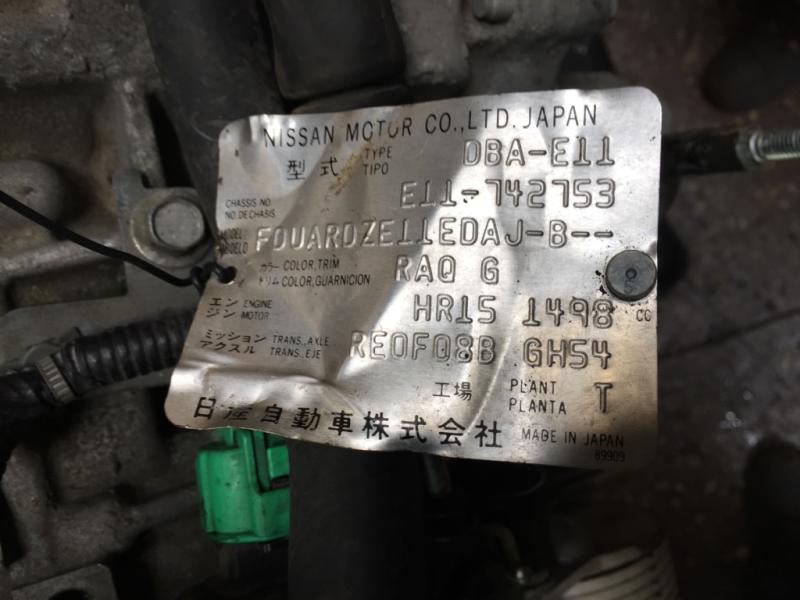 NISSAN MOTOR CO., LTD. JAPAN
型式 TYPE TIPO DBA-E11
CHASSIS NO. NO. DE CHASIS E11-742753
MODEL FDUARDZE11EDAJ-B--
カラー COLOR, TRIM トリム COLOR, GUARNICION RAQ G
エンジン ENGINE MOTOR HR15 1498 CC
ミッション アクスル TRANS., AXLE TRANS., EJE RE0F08B GH54
工場 PLANT PLANTA T
日産自動車株式会社 MADE IN JAPAN
89909